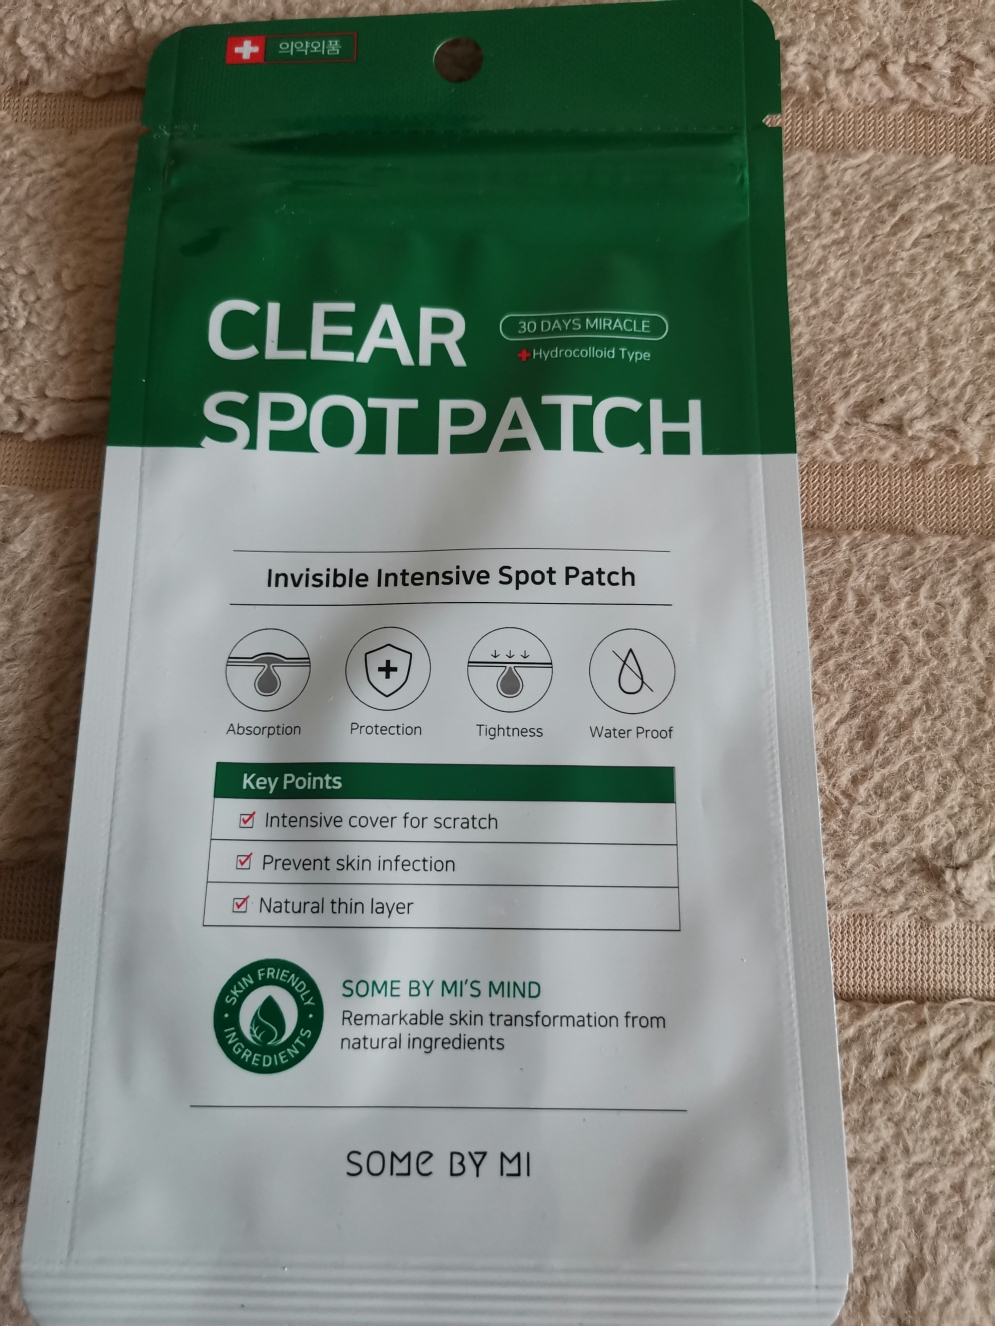 의약외품
CLEAR
30 DAYS MIRACLE
Hydrocolloid Type
SPOT PATCH
Invisible Intensive Spot Patch
Absorption Protection Tightness Water Proof
Key Points
Intensive cover for scratch
Prevent skin infection
Natural thin layer
SKIN FRIENDLY
INGREDIENTS
SOME BY MI'S MIND
Remarkable skin transformation from
natural ingredients
SOME BY MI